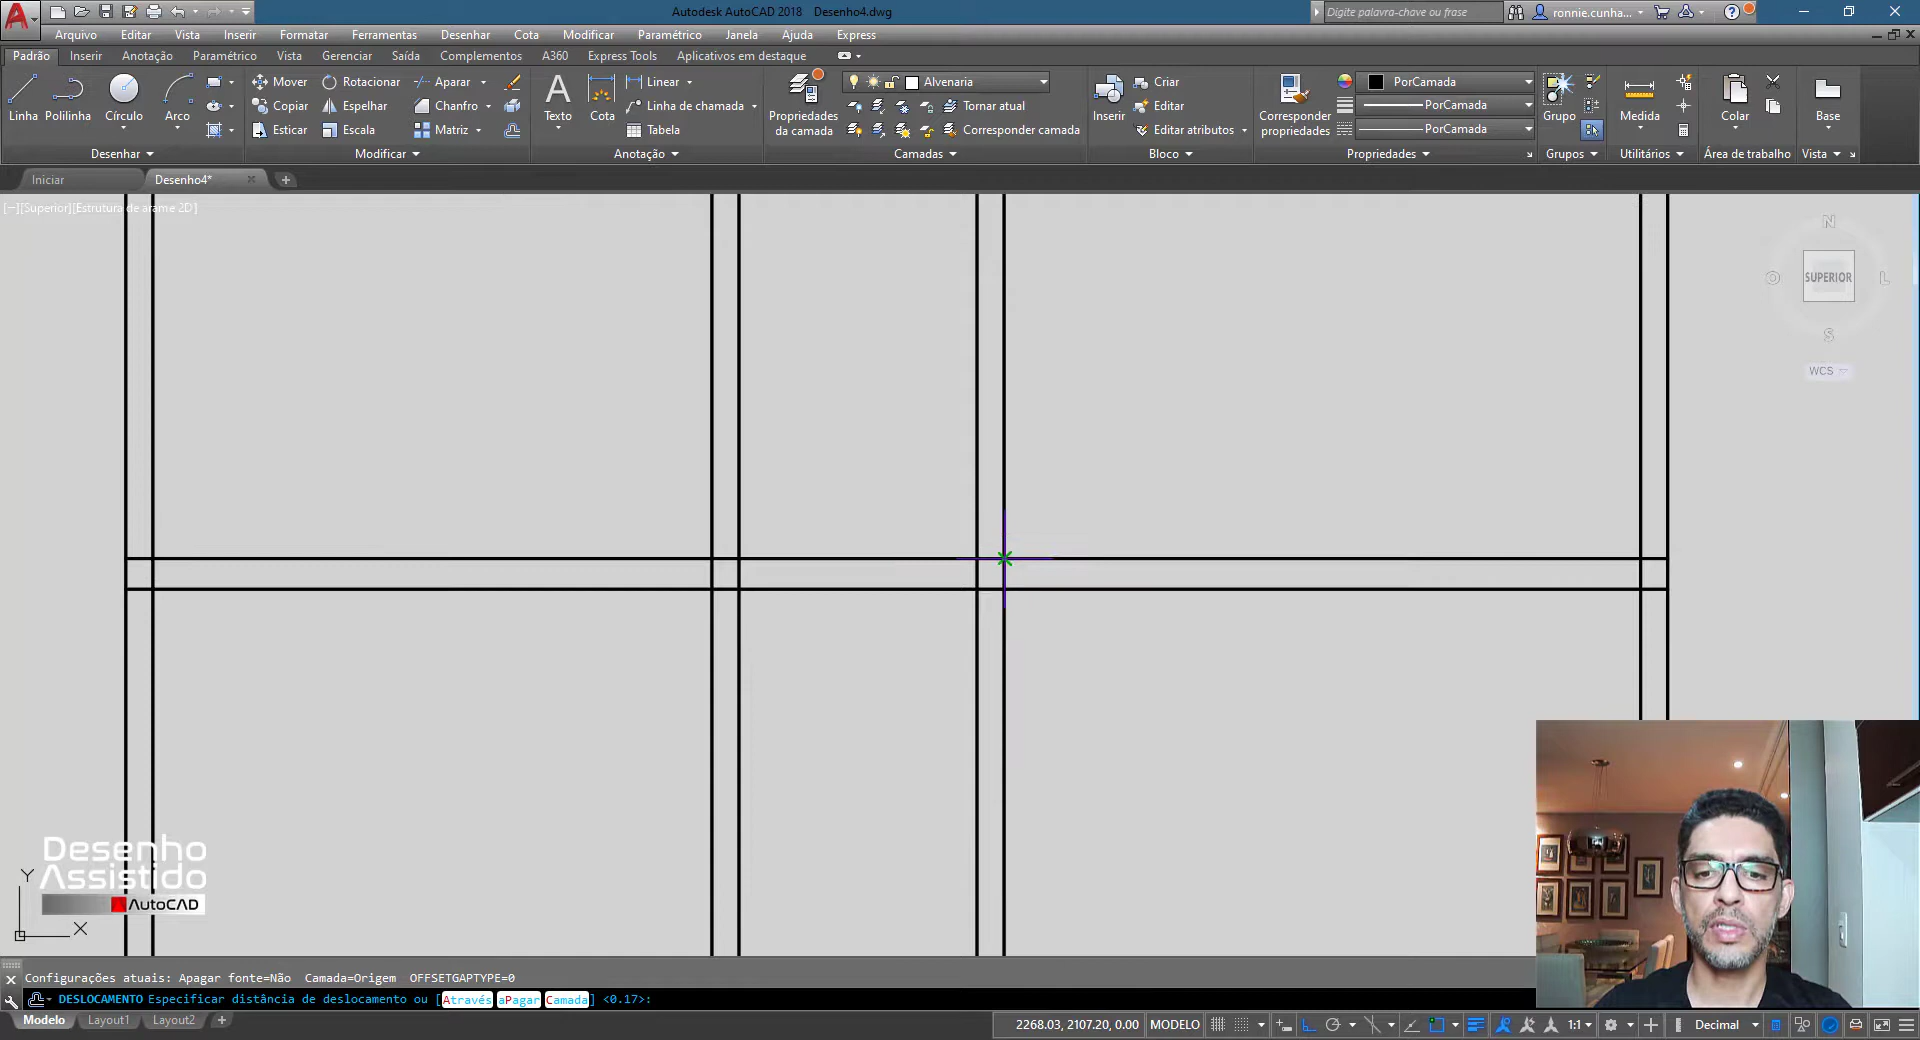 Autodesk AutoCAD 2018 Desenho4.dwg
Digite palavra-chave ou frase
ronnie.cunha...
Arquivo Editar Vista Inserir Formatar Ferramentas Desenhar Cota Modificar Paramétrico Janela Ajuda Express
Padrão Inserir Anotação Paramétrico Vista Gerenciar Saída Complementos A360 Express Tools Aplicativos em destaque
Linha Polilinha Círculo Arco
Mover Rotacionar Aparar
Copiar Espelhar Chanfro
Esticar Escala Matriz
Texto Cota
Linear
Linha de chamada
Tabela
Propriedades da camada
Alvenaria
Tornar atual
Corresponder camada
Inserir
Criar
Editar
Editar atributos
Corresponder propriedades
PorCamada
PorCamada
PorCamada
Grupo
Medida
Colar
Base
Desenhar Modificar Anotação Camadas Bloco Propriedades Grupos Utilitários Área de trabalho Vista
Iniciar Desenho4*
[−][Superior][Estrutura de arame 2D]
N
O SUPERIOR L
S
WCS
Desenho
Assistido
AutoCAD
Y
X
Configurações atuais: Apagar fonte=Não Camada=Origem OFFSETGAPTYPE=0
DESLOCAMENTO Especificar distância de deslocamento ou [Através aPagar Camada] <0.17>:
Modelo Layout1 Layout2
2268.03, 2107.20, 0.00 MODELO 1:1 Decimal